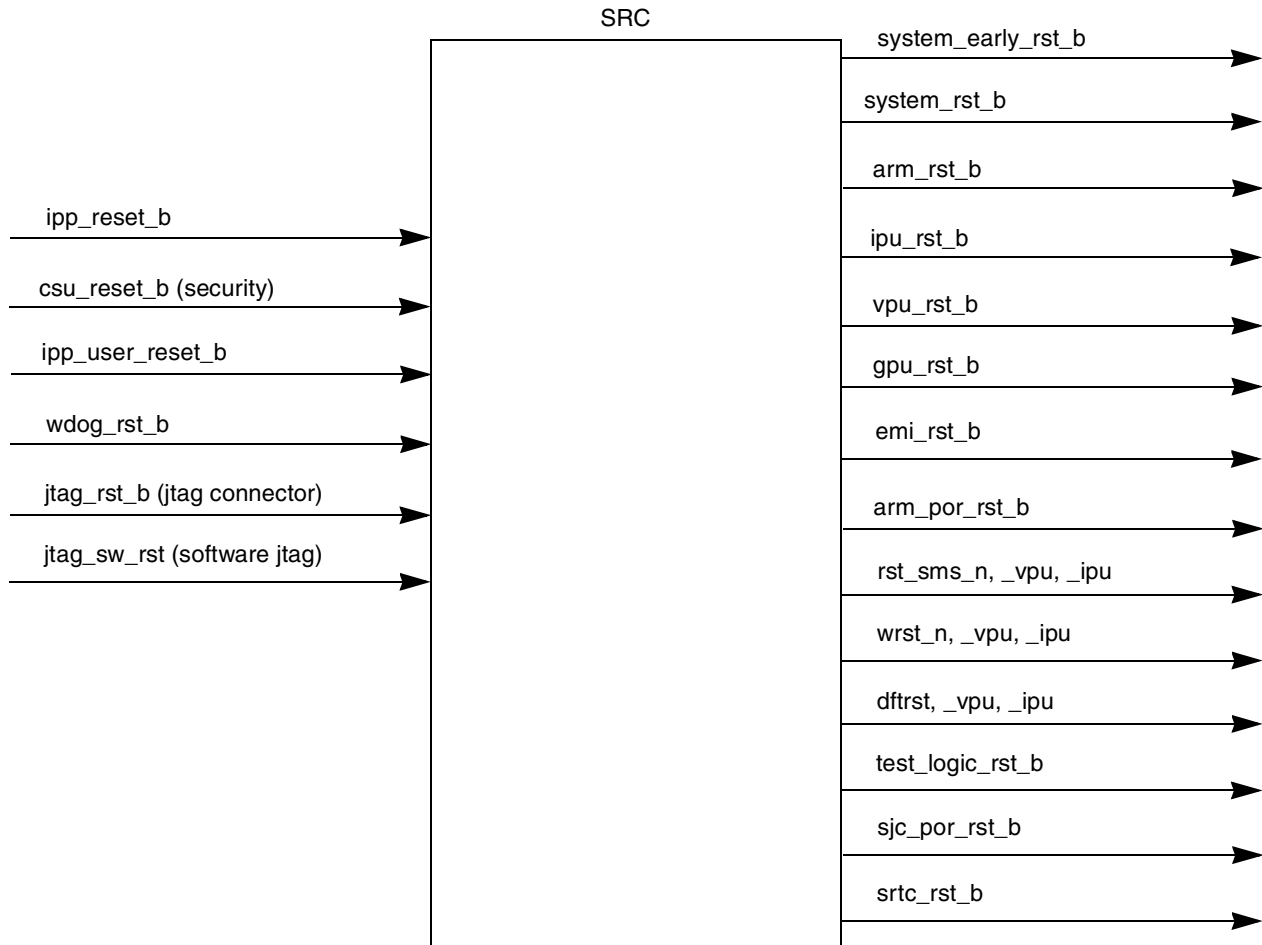 SRC
system_early_rst_b
system_rst_b
arm_rst_b
ipp_reset_b
ipu_rst_b
csu_reset_b (security)
vpu_rst_b
ipp_user_reset_b
gpu_rst_b
wdog_rst_b
emi_rst_b
jtag_rst_b (jtag connector)
arm_por_rst_b
jtag_sw_rst (software jtag)
rst_sms_n, _vpu, _ipu
wrst_n, _vpu, _ipu
dftrst, _vpu, _ipu
test_logic_rst_b
sjc_por_rst_b
srtc_rst_b